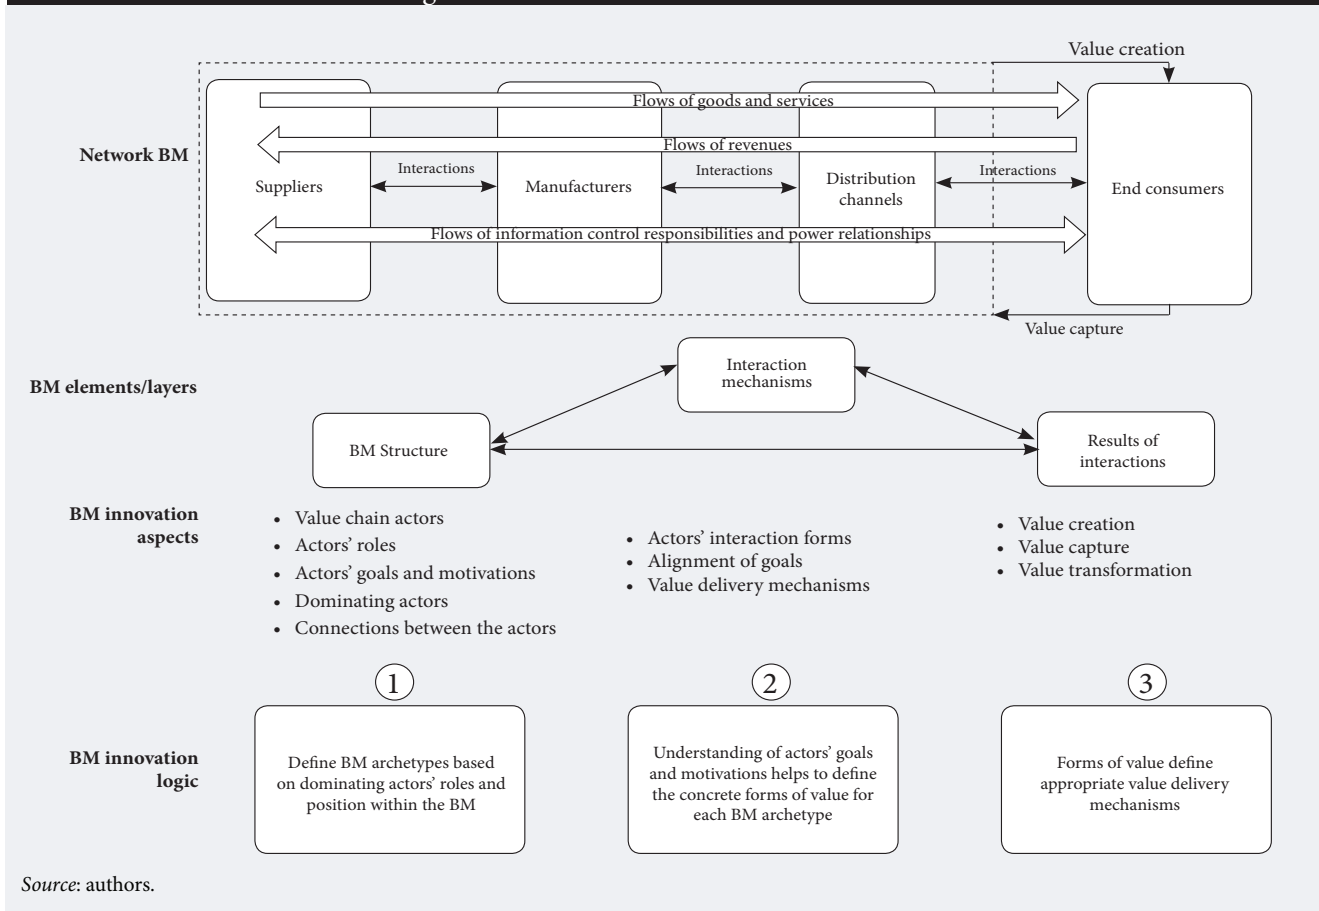 Value creation
Flows of goods and services
Flows of revenues
Network BM
Suppliers
Interactions
Manufacturers
Interactions
Distribution
channels
Interactions
End consumers
Flows of information control responsibilities and power relationships
Value capture
BM elements/layers
Interaction
mechanisms
BM Structure
Results of
interactions
BM innovation
aspects
• Value chain actors
• Actors' roles
• Actors' goals and motivations
• Dominating actors
• Connections between the actors
• Actors' interaction forms
• Alignment of goals
• Value delivery mechanisms
• Value creation
• Value capture
• Value transformation
1
2
3
BM innovation
logic
Define BM archetypes based
on dominating actors' roles and
position within the BM
Understanding of actors' goals
and motivations helps to define
the concrete forms of value for
each BM archetype
Forms of value define
appropriate value delivery
mechanisms
Source: authors.